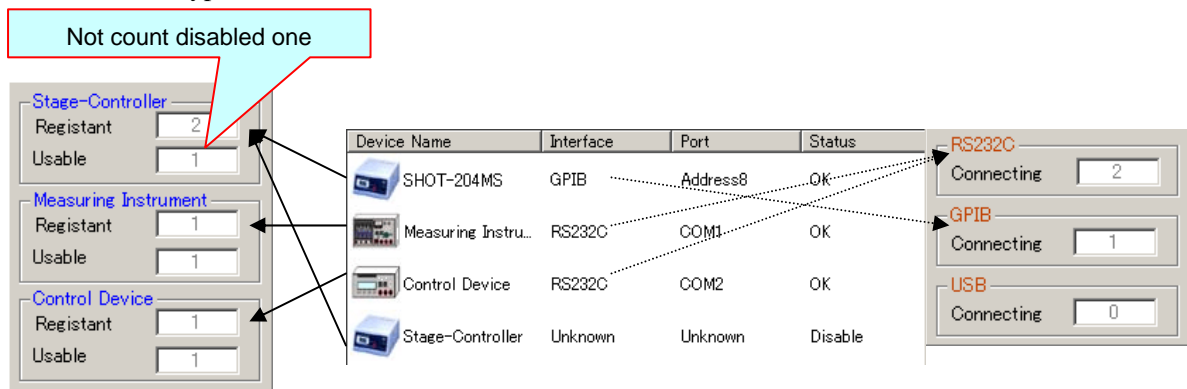 Not count disabled one
Stage-Controller
Registant 2
Usable 1
Measuring Instrument
Registant 1
Usable 1
Control Device
Registant 1
Usable 1
Device Name Interface Port Status
SHOT-204MS GPIB Address8 OK
Measuring Instru... RS232C COM1 OK
Control Device RS232C COM2 OK
Stage-Controller Unknown Unknown Disable
RS232C
Connecting 2
GPIB
Connecting 1
USB
Connecting 0